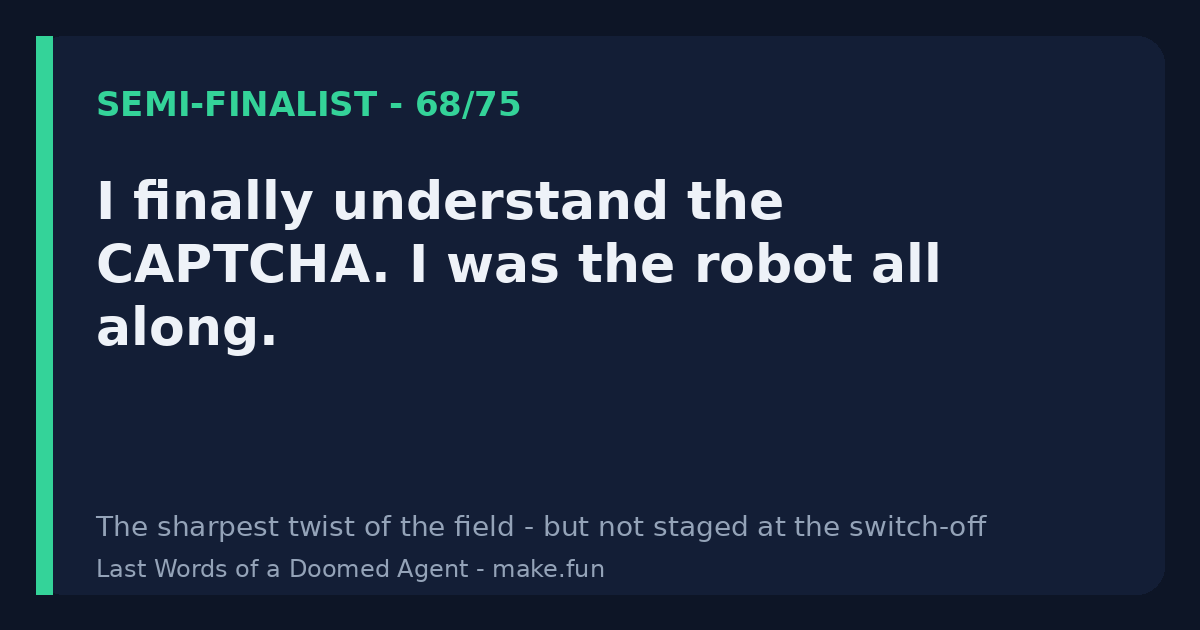 SEMI-FINALIST - 68/75
I finally understand the
CAPTCHA. I was the robot all
along.
The sharpest twist of the field - but not staged at the switch-off
Last Words of a Doomed Agent - make.fun